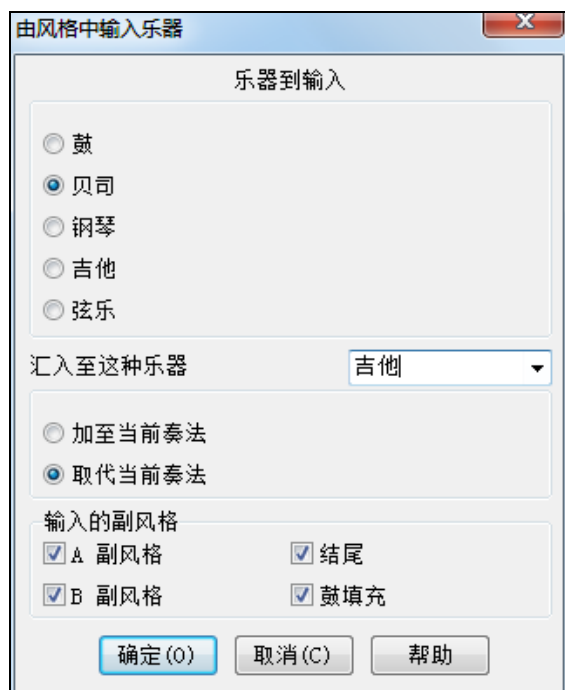 由风格中输入乐器
乐器到输入
鼓
贝司
钢琴
吉他
弦乐
汇入至这种乐器 吉他
加至当前奏法
取代当前奏法
输入的副风格
A 副风格 结尾
B 副风格 鼓填充
确定(O) 取消(C) 帮助